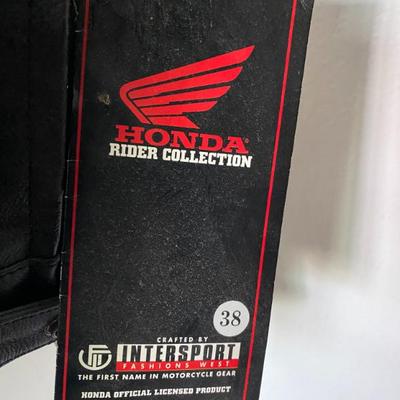 HONDA
RIDER COLLECTION
38
CRAFTED BY
INTERSPORT
FASHIONS WEST
THE FIRST NAME IN MOTORCYCLE GEAR
HONDA OFFICIAL LICENSED PRODUCT